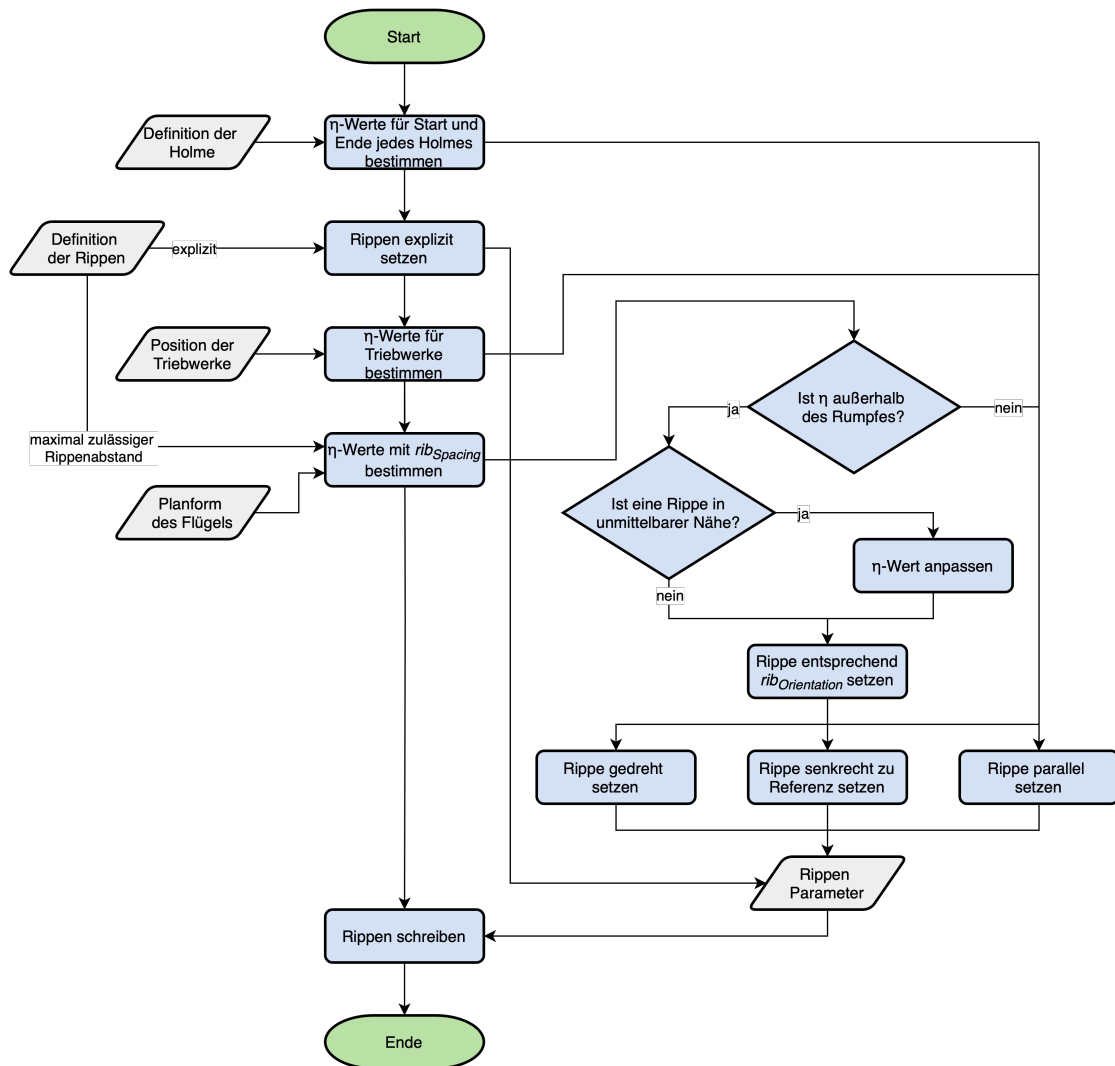 Start
Definition der
Holme
η-Werte für Start und
Ende jedes Holmes
bestimmen
Definition
der Rippen
explizit
Rippen explizit
setzen
Position der
Triebwerke
η-Werte für
Triebwerke
bestimmen
Ist η außerhalb
des Rumpfes?
ja
nein
maximal zulässiger
Rippenabstand
η-Werte mit rib_Spacing
bestimmen
Planform
des Flügels
Ist eine Rippe in
unmittelbarer Nähe?
ja
nein
η-Wert anpassen
Rippe entsprechend
rib_Orientation setzen
Rippe gedreht
setzen
Rippe senkrecht zu
Referenz setzen
Rippe parallel
setzen
Rippen
Parameter
Rippen schreiben
Ende